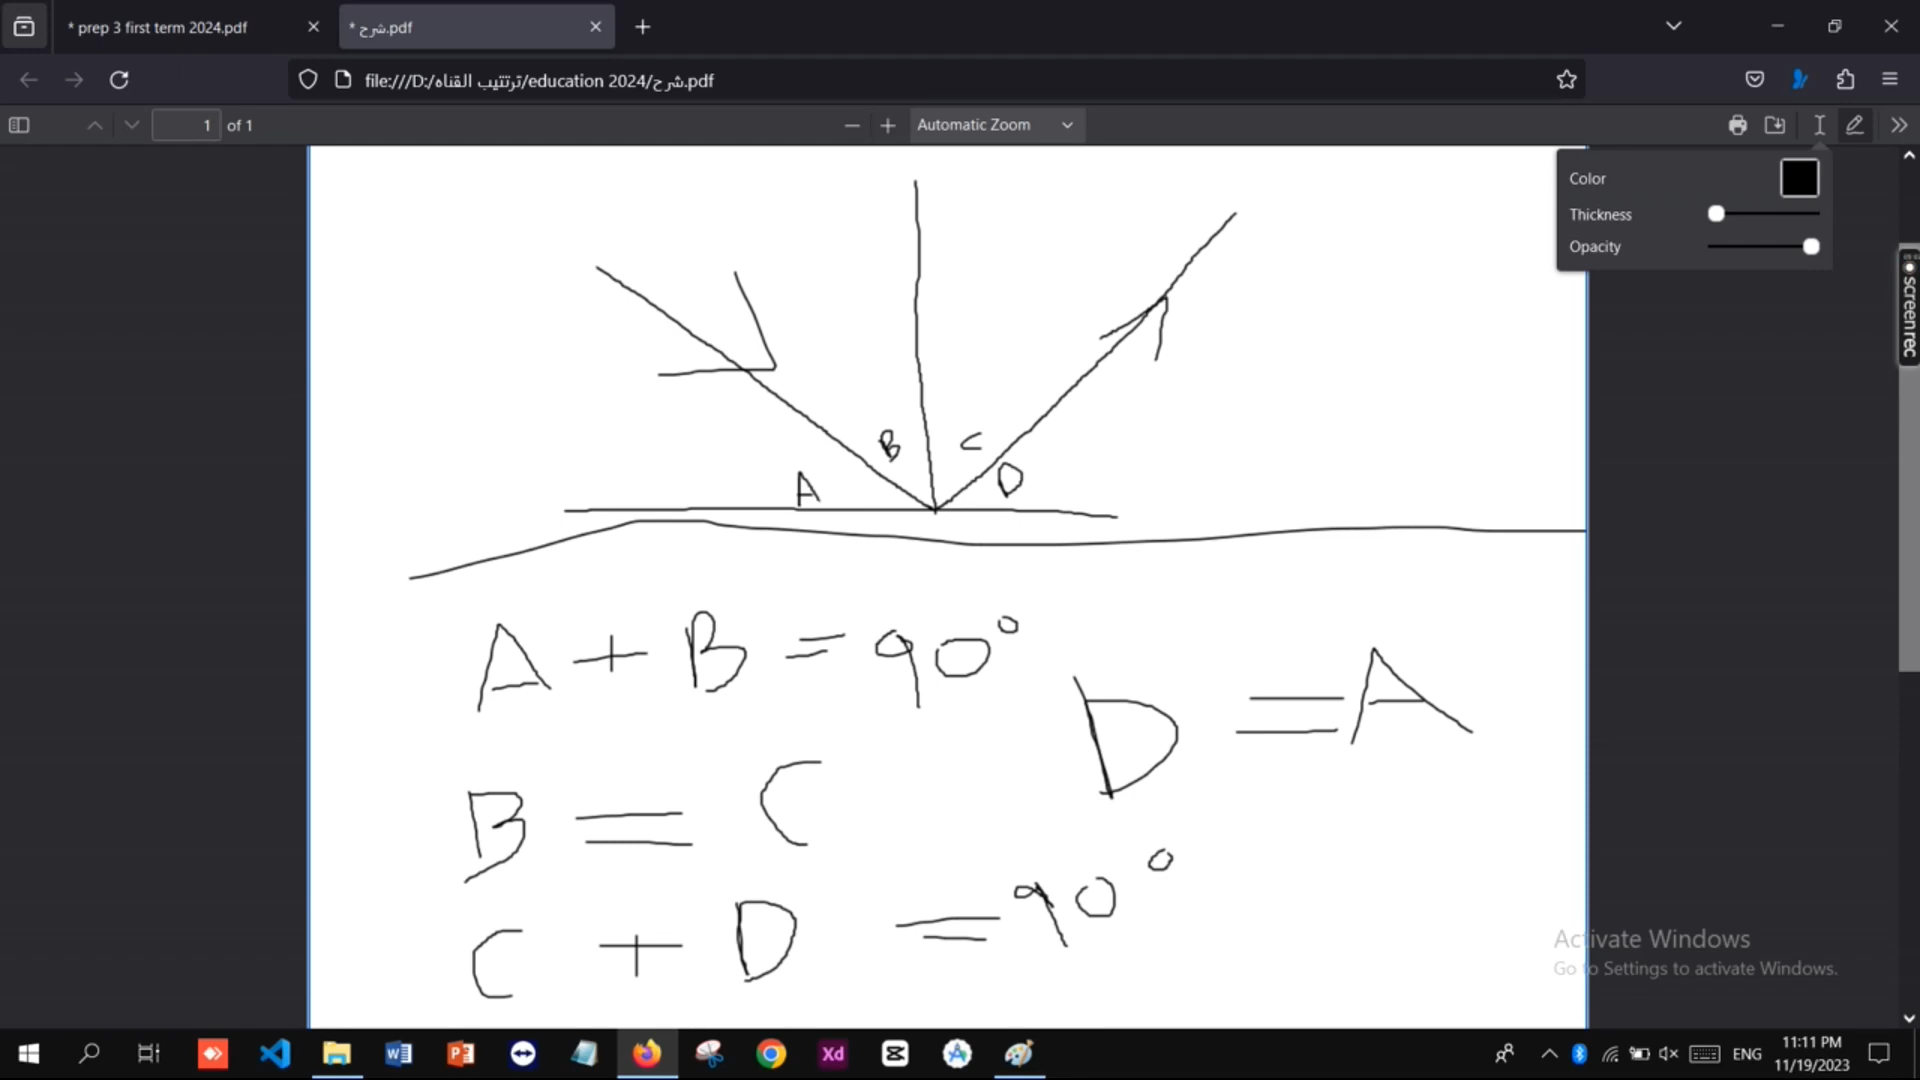 * prep 3 first term 2024.pdf
* شرح.pdf
file:///D:/ترتتيب القناه/education 2024/شرح.pdf
1 of 1
Automatic Zoom
Color
Thickness
Opacity
screenrec
B C
A D
A + B = 90°
D = A
B = C
C + D = 90°
Activate Windows
Go to Settings to activate Windows.
Xd
ENG
11:11 PM
11/19/2023